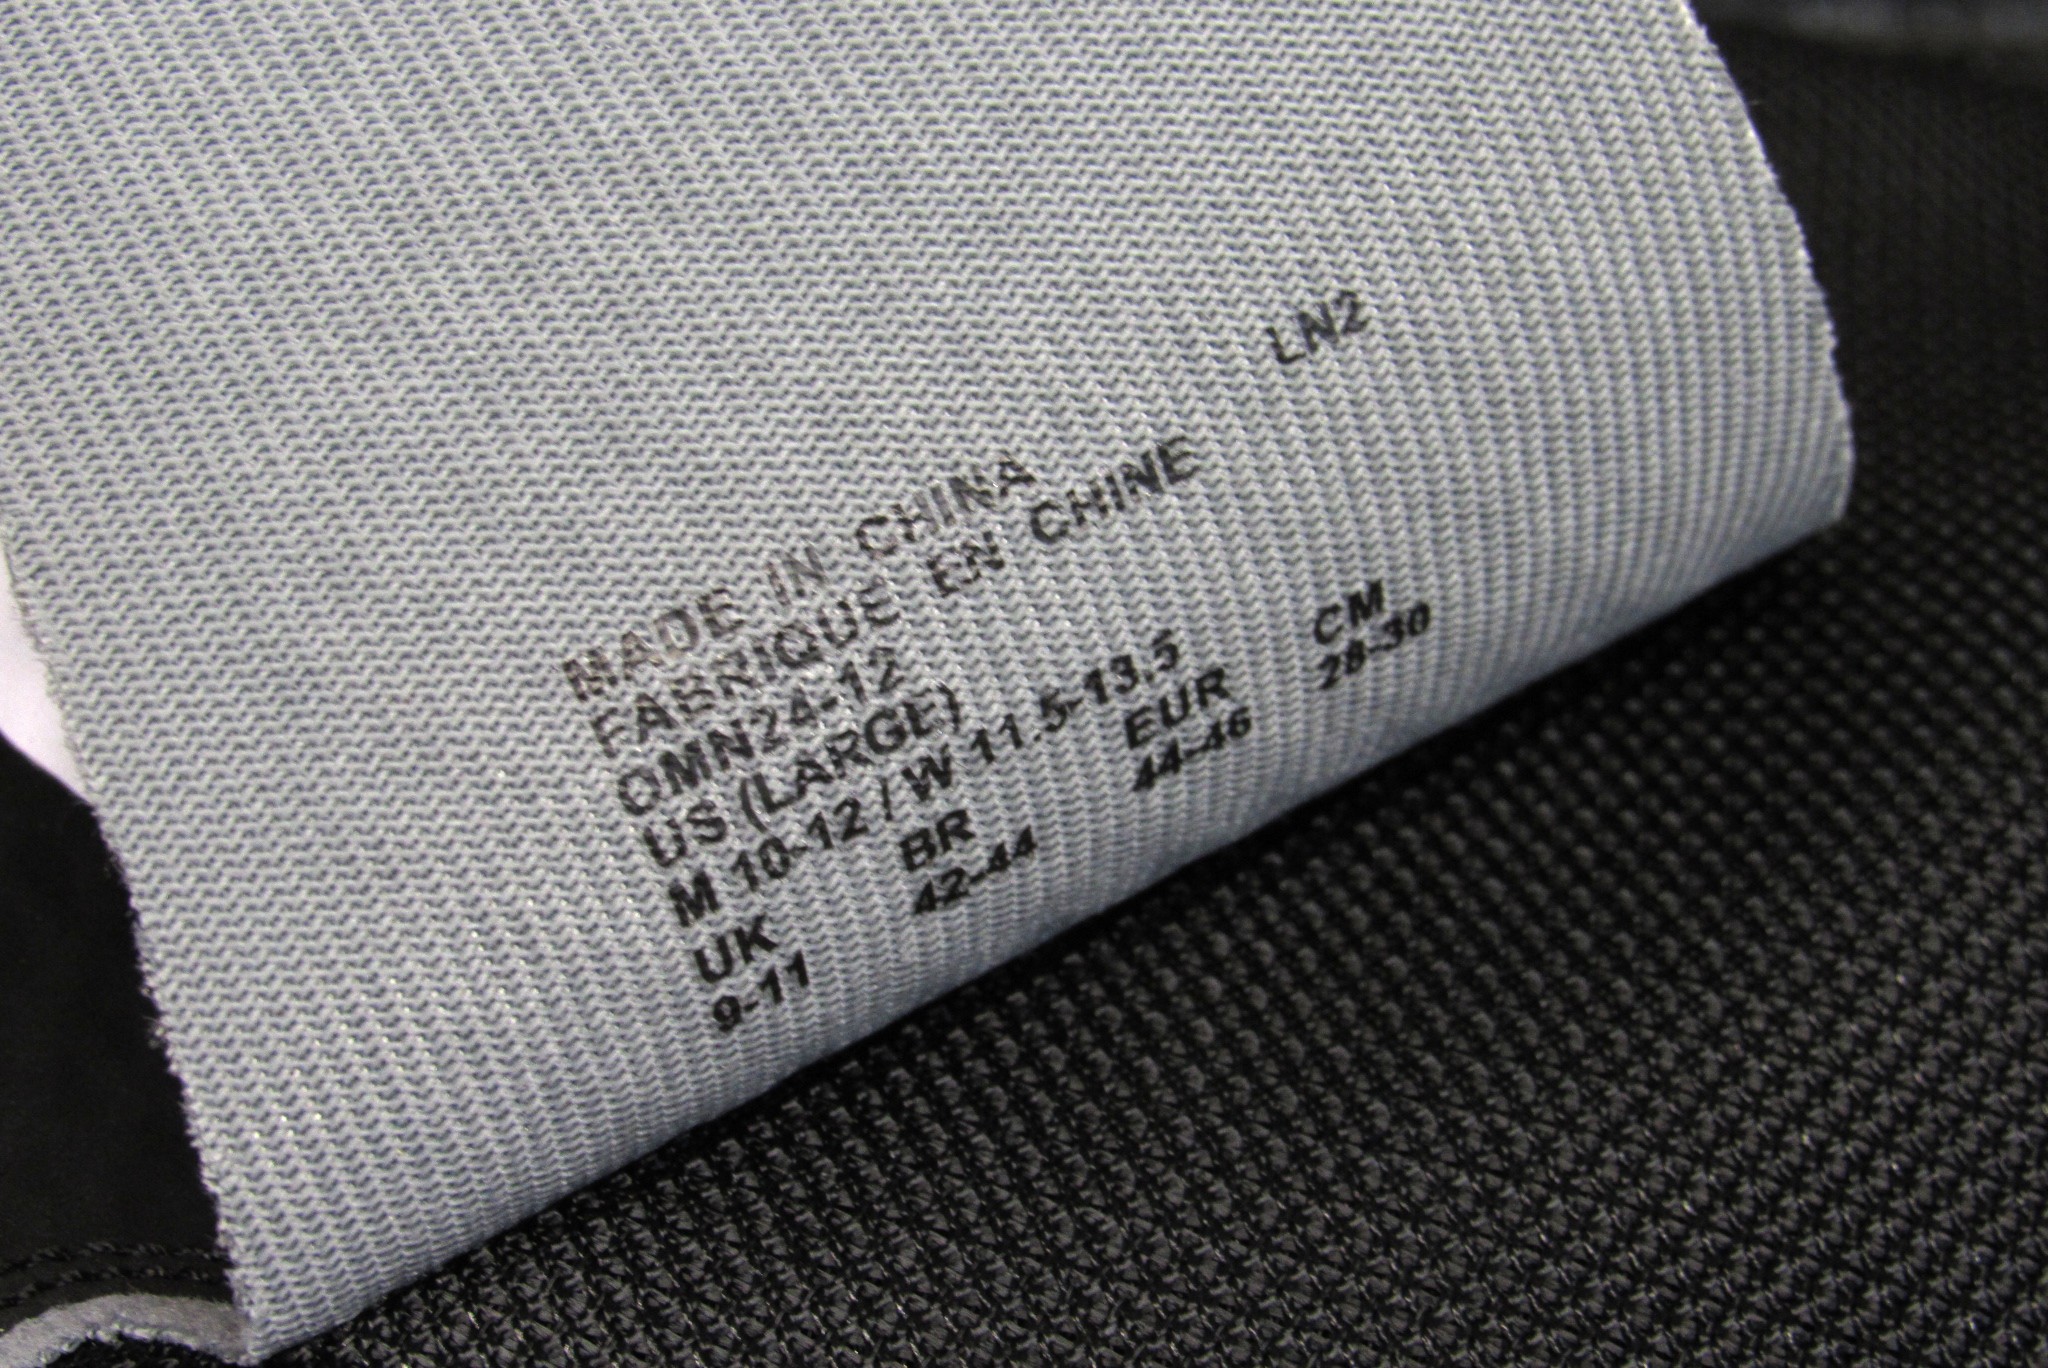 LN2
MADE IN CHINA
FABRIQUE EN CHINE
OMN24-12
US (LARGE)
M 10-12 / W 11.5-13.5
UK BR EUR CM
9-11 42-44 44-46 28-30